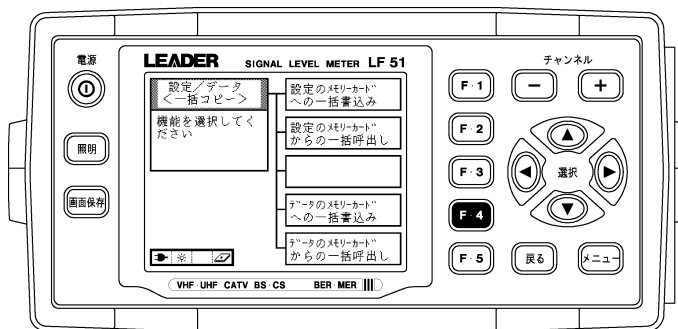 電源
照明
画面保存
LEADER SIGNAL LEVEL METER LF 51
設定／データ
＜一括コピー＞
機能を選択してく
ださい
設定のﾒﾓﾘｰｶｰﾄﾞ
への一括書込み
設定のﾒﾓﾘｰｶｰﾄﾞ
からの一括呼出し
ﾃﾞｰﾀのﾒﾓﾘｰｶｰﾄﾞ
への一括書込み
ﾃﾞｰﾀのﾒﾓﾘｰｶｰﾄﾞ
からの一括呼出し
VHF·UHF CATV BS·CS BER·MER
F·1
F·2
F·3
F·4
F·5
チャンネル
−
+
選択
戻る
メニュー